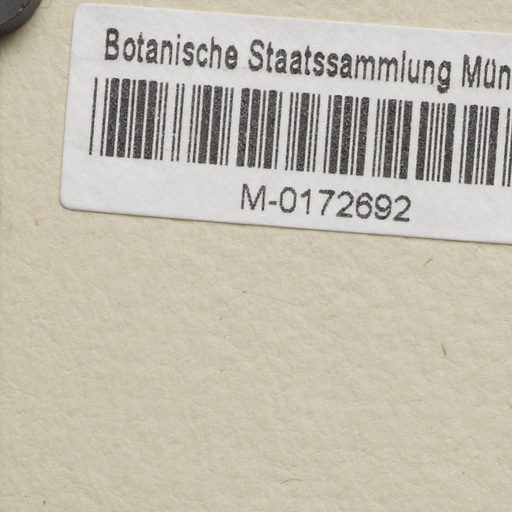 Botanische Staatssammlung Mün
M-0172692